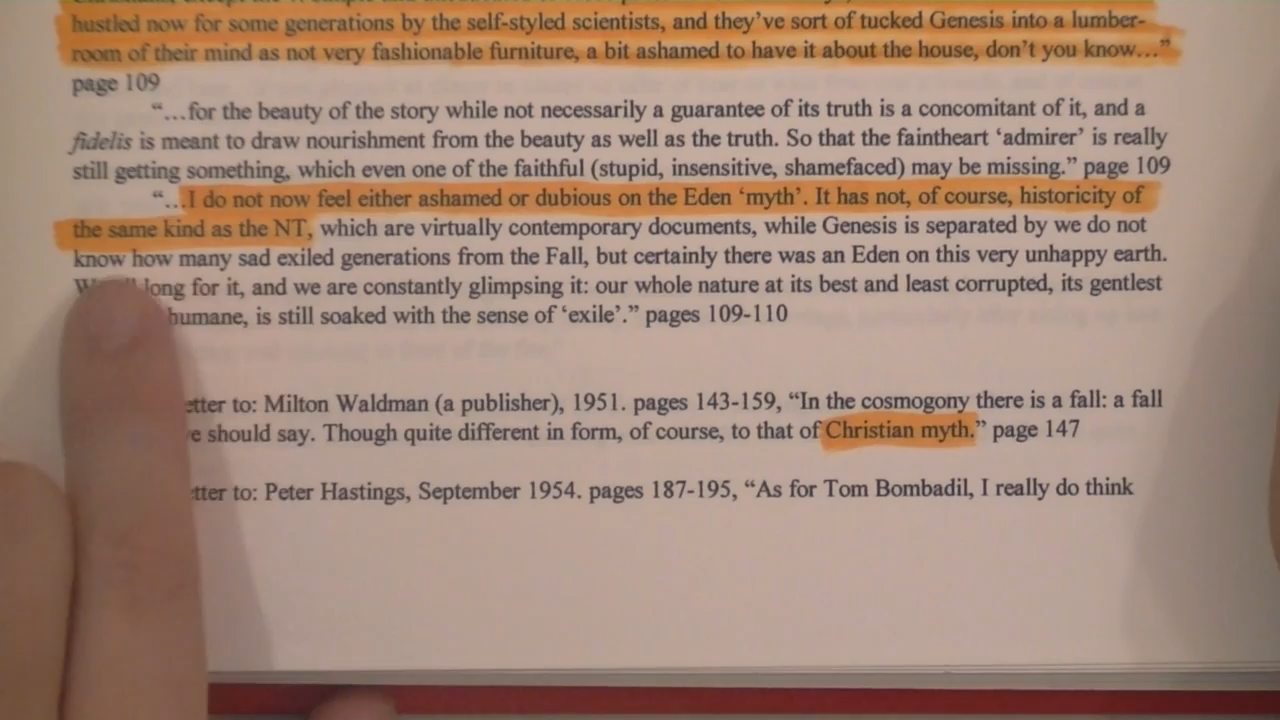 hustled now for some generations by the self-styled scientists, and they've sort of tucked Genesis into a lumber-
room of their mind as not very fashionable furniture, a bit ashamed to have it about the house, don't you know…"
page 109
"…for the beauty of the story while not necessarily a guarantee of its truth is a concomitant of it, and a
fidelis is meant to draw nourishment from the beauty as well as the truth. So that the faintheart 'admirer' is really
still getting something, which even one of the faithful (stupid, insensitive, shamefaced) may be missing." page 109
"…I do not now feel either ashamed or dubious on the Eden 'myth'. It has not, of course, historicity of
the same kind as the NT, which are virtually contemporary documents, while Genesis is separated by we do not
know how many sad exiled generations from the Fall, but certainly there was an Eden on this very unhappy earth.
long for it, and we are constantly glimpsing it: our whole nature at its best and least corrupted, its gentlest
humane, is still soaked with the sense of 'exile'." pages 109-110
etter to: Milton Waldman (a publisher), 1951. pages 143-159, "In the cosmogony there is a fall: a fall
e should say. Though quite different in form, of course, to that of Christian myth." page 147
tter to: Peter Hastings, September 1954. pages 187-195, "As for Tom Bombadil, I really do think